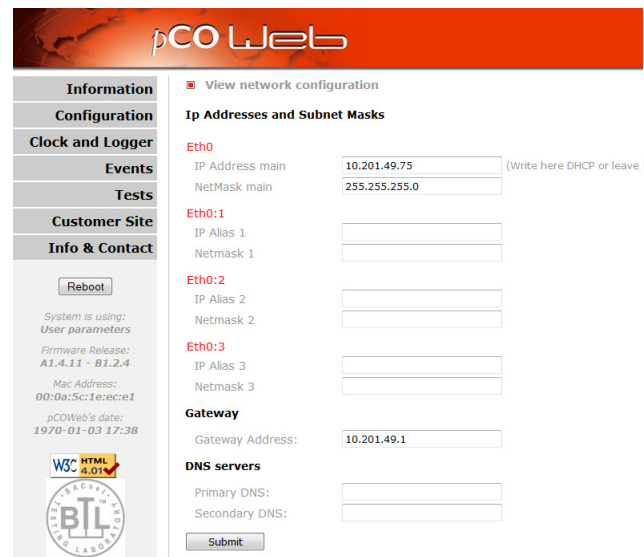 pCO Web
Information
Configuration
Clock and Logger
Events
Tests
Customer Site
Info & Contact
Reboot
System is using:
User parameters
Firmware Release:
A1.4.11 - B1.2.4
Mac Address:
00:0a:5c:1e:ec:e1
pCOWeb's date:
1970-01-03 17:38
W3C HTML
4.01
BACnet
TESTING LABORATORY
BTL
TM
View network configuration
Ip Addresses and Subnet Masks
Eth0
IP Address main 10.201.49.75 (Write here DHCP or leave
NetMask main 255.255.255.0
Eth0:1
IP Alias 1
Netmask 1
Eth0:2
IP Alias 2
Netmask 2
Eth0:3
IP Alias 3
Netmask 3
Gateway
Gateway Address: 10.201.49.1
DNS servers
Primary DNS:
Secondary DNS:
Submit